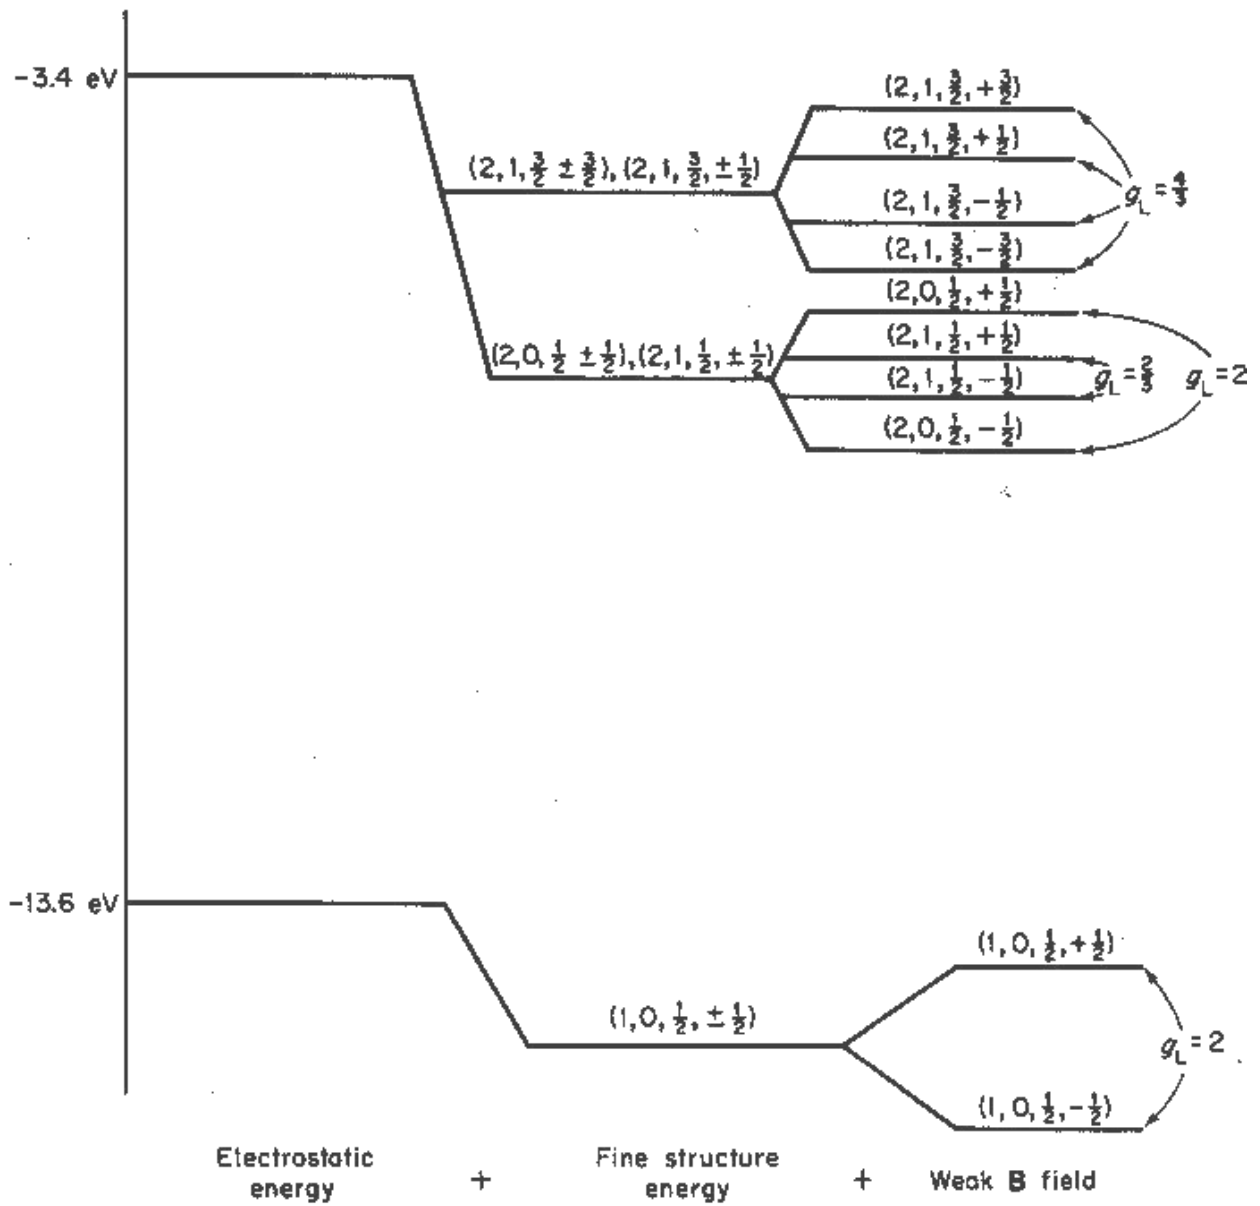 −3.4 eV
(2, 1, 3/2, +3/2)
(2, 1, 3/2, +1/2)
(2, 1, 3/2 ± 3/2), (2, 1, 3/2, ± 1/2)
g_L = 4/3
(2, 1, 3/2, −1/2)
(2, 1, 3/2, −3/2)
(2, 0, 1/2, +1/2)
(2, 1, 1/2, +1/2)
(2, 0, 1/2 ± 1/2), (2, 1, 1/2, ± 1/2)
g_L = 2/3
g_L = 2
(2, 1, 1/2, −1/2)
(2, 0, 1/2, −1/2)
−13.6 eV
(1, 0, 1/2, +1/2)
(1, 0, 1/2, ± 1/2)
g_L = 2
(1, 0, 1/2, −1/2)
Electrostatic
energy
+
Fine structure
energy
+
Weak B field